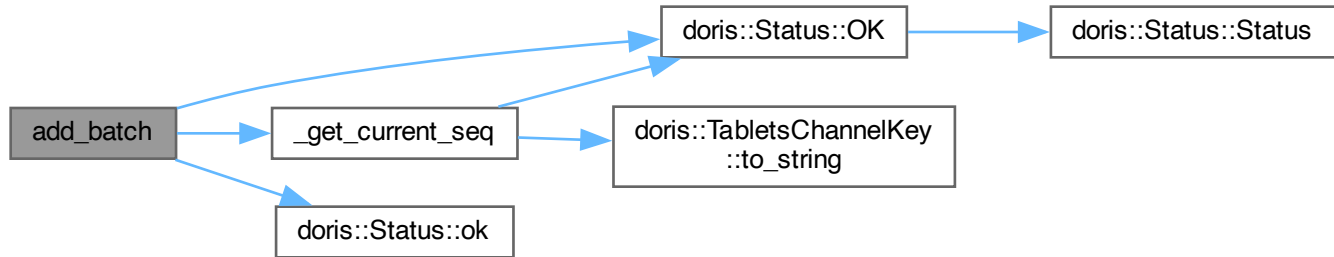 doris::Status::OK
doris::Status::Status
add_batch
_get_current_seq
doris::TabletsChannelKey
::to_string
doris::Status::ok